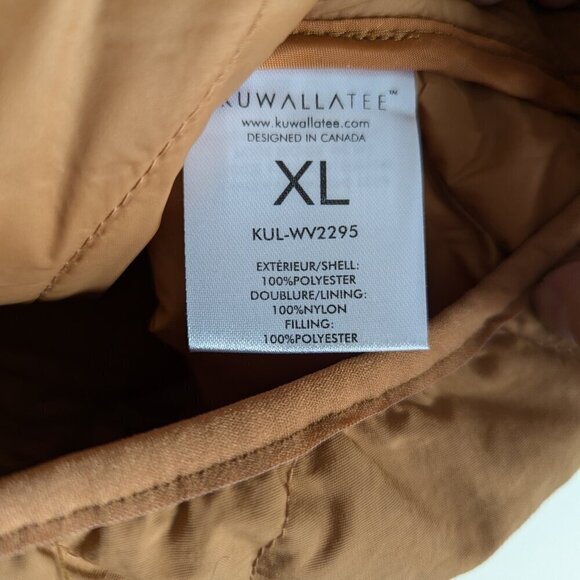 KUWALLATEE™
www.kuwallatee.com
DESIGNED IN CANADA
XL
KUL-WV2295
EXTÉRIEUR/SHELL:
100%POLYESTER
DOUBLURE/LINING:
100%NYLON
FILLING:
100%POLYESTER